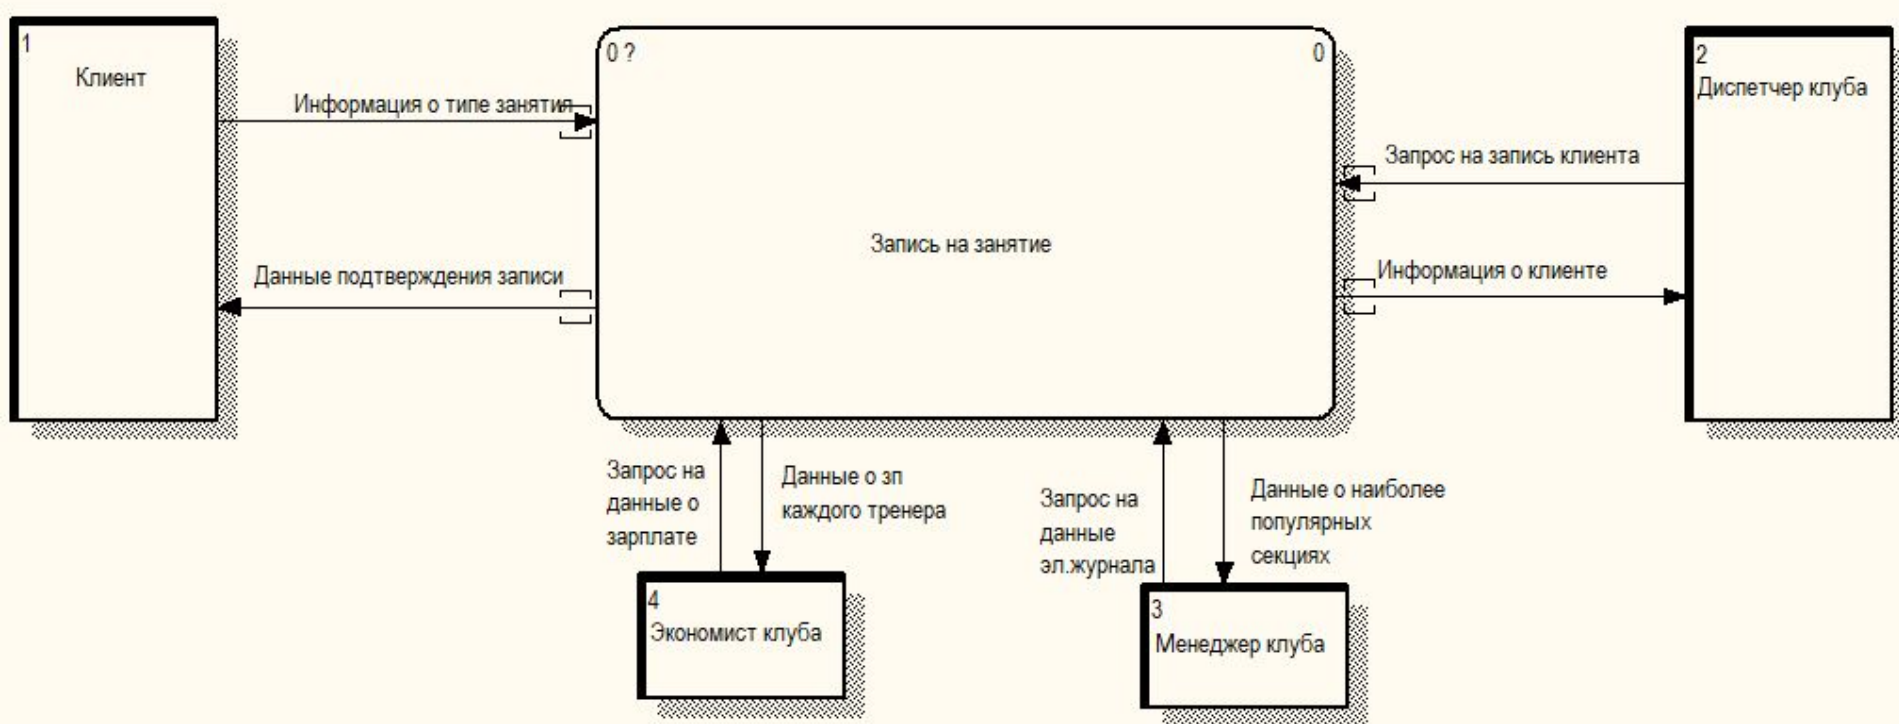 1
Клиент
Информация о типе занятия
Данные подтверждения записи
0 ?
0
Запись на занятие
2
Диспетчер клуба
Запрос на запись клиента
Информация о клиенте
Запрос на
данные о
зарплате
Данные о зп
каждого тренера
Запрос на
данные
эл.журнала
Данные о наиболее
популярных
секциях
4
Экономист клуба
3
Менеджер клуба